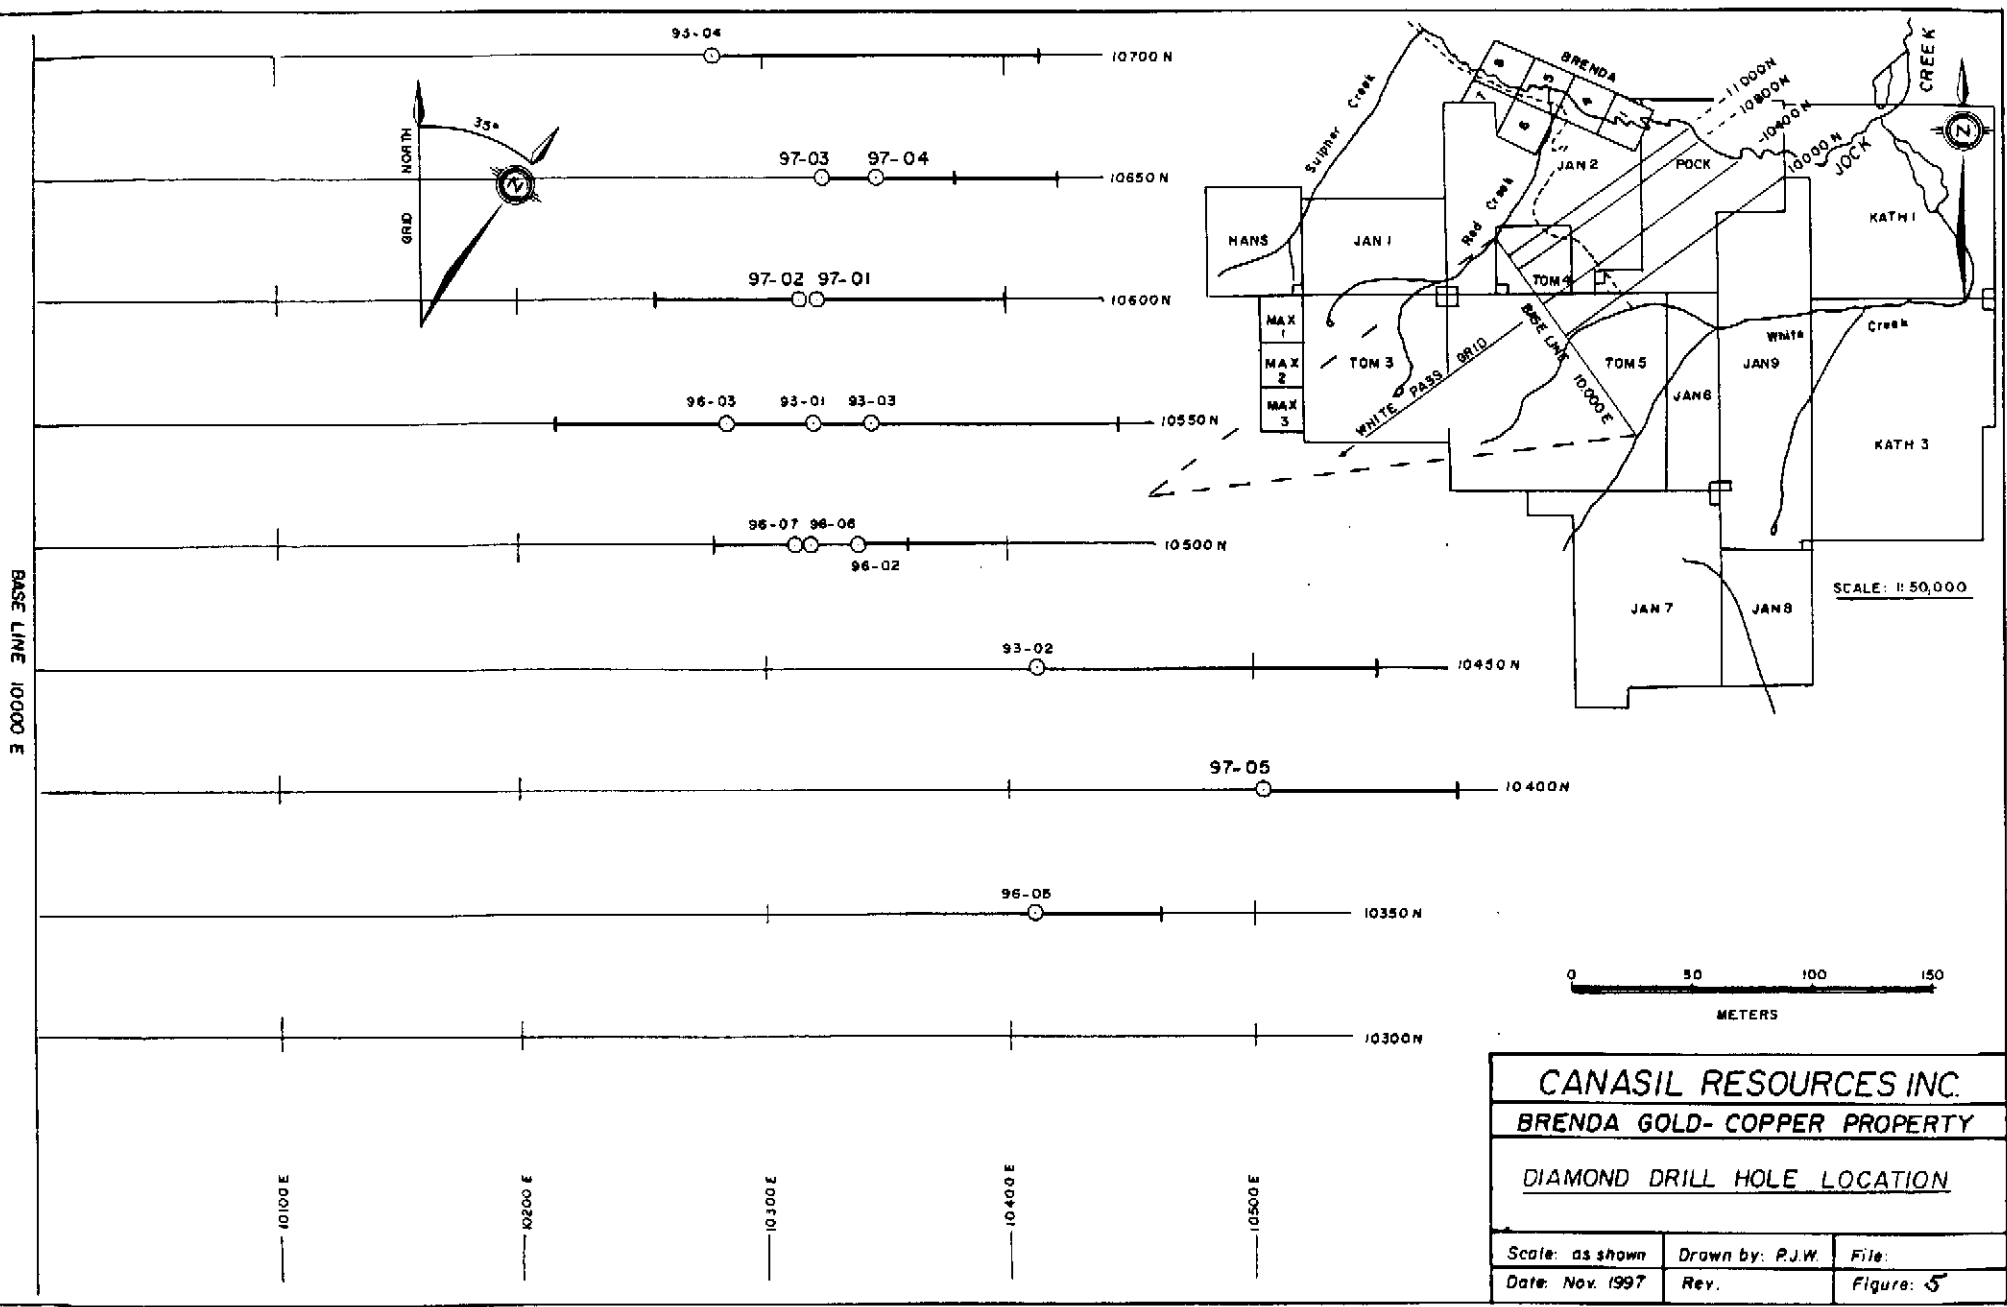 93-04
10700 N
GRID NORTH
35°
N
97-03 97-04
10650 N
97-02 97-01
10600 N
96-03 93-01 93-03
10550 N
96-07 96-06
96-02
10500 N
93-02
10450 N
97-05
10400 N
96-05
10350 N
10300 N
BASE LINE 10000 E
10100 E
10200 E
10300 E
10400 E
10500 E
Sulpher Creek
BRENDA
8
5
4
7
6
11000 N
10800 N
10400 N
10000 N
JOCK CREEK
N
JAN 2
POCK
KATH 1
HANS
JAN 1
Red Creek
TOM 4
MAX 1
MAX 2
MAX 3
TOM 3
WHITE PASS GRID
BASE LINE 10,000 E
TOM 5
White Creek
JAN 9
JAN 6
KATH 3
JAN 7
JAN 8
SCALE: 1:50,000
0 50 100 150
METERS
CANASIL RESOURCES INC.
BRENDA GOLD-COPPER PROPERTY
DIAMOND DRILL HOLE LOCATION
Scale: as shown
Drawn by: P.J.W.
File:
Date: Nov. 1997
Rev.
Figure: 5